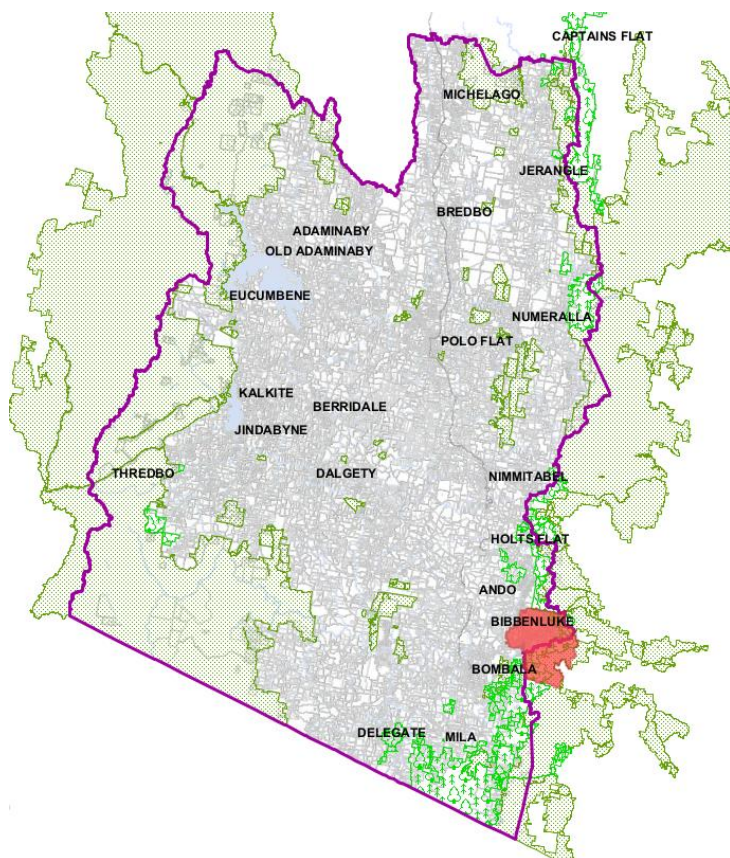 CAPTAINS FLAT
MICHELAGO
JERANGLE
BREDBO
ADAMINABY
OLD ADAMINABY
EUCUMBENE
NUMERALLA
POLO FLAT
KALKITE
BERRIDALE
JINDABYNE
THREDBO
DALGETY
NIMMITABEL
HOLTS FLAT
ANDO
BIBBENLUKE
BOMBALA
DELEGATE
MILA